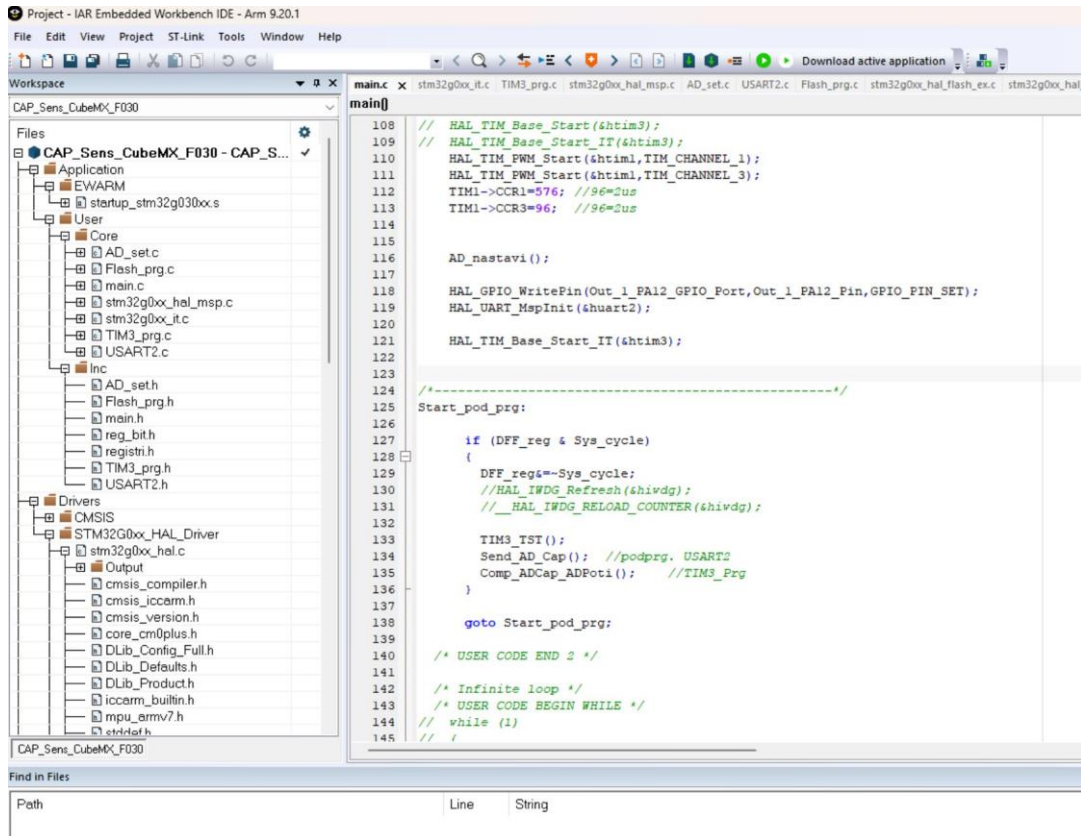 Project - IAR Embedded Workbench IDE - Arm 9.20.1
File Edit View Project ST-Link Tools Window Help
Download active application
Workspace
CAP_Sens_CubeMX_F030
Files
CAP_Sens_CubeMX_F030 - CAP_S...
Application
EWARM
startup_stm32g030xx.s
User
Core
AD_set.c
Flash_prg.c
main.c
stm32g0xx_hal_msp.c
stm32g0xx_it.c
TIM3_prg.c
USART2.c
Inc
AD_set.h
Flash_prg.h
main.h
reg_bit.h
registri.h
TIM3_prg.h
USART2.h
Drivers
CMSIS
STM32G0xx_HAL_Driver
stm32g0xx_hal.c
Output
cmsis_compiler.h
cmsis_iccarm.h
cmsis_version.h
core_cm0plus.h
DLib_Config_Full.h
DLib_Defaults.h
DLib_Product.h
iccarm_builtin.h
mpu_armv7.h
stddef.h
CAP_Sens_CubeMX_F030
main.c x stm32g0xx_it.c TIM3_prg.c stm32g0xx_hal_msp.c AD_set.c USART2.c Flash_prg.c stm32g0xx_hal_flash_ex.c stm32g0xx_hal
main()
108 // HAL_TIM_Base_Start(&htim3);
109 // HAL_TIM_Base_Start_IT(&htim3);
110 HAL_TIM_PWM_Start(&htim1,TIM_CHANNEL_1);
111 HAL_TIM_PWM_Start(&htim1,TIM_CHANNEL_3);
112 TIM1->CCR1=576; //96=2us
113 TIM1->CCR3=96; //96=2us
114
115
116 AD_nastavi();
117
118 HAL_GPIO_WritePin(Out_1_PA12_GPIO_Port,Out_1_PA12_Pin,GPIO_PIN_SET);
119 HAL_UART_MspInit(&huart2);
120
121 HAL_TIM_Base_Start_IT(&htim3);
122
123
124 /*-----------------------------------------------------*/
125 Start_pod_prg:
126
127 if (DFF_reg & Sys_cycle)
128 {
129 DFF_reg&=~Sys_cycle;
130 //HAL_IWDG_Refresh(&hiwdg);
131 //__HAL_IWDG_RELOAD_COUNTER(&hiwdg);
132
133 TIM3_TST();
134 Send_AD_Cap(); //podprg. USART2
135 Comp_ADCap_ADPoti(); //TIM3_Prg
136 }
137
138 goto Start_pod_prg;
139
140 /* USER CODE END 2 */
141
142 /* Infinite loop */
143 /* USER CODE BEGIN WHILE */
144 // while (1)
145 // {
Find in Files
Path Line String